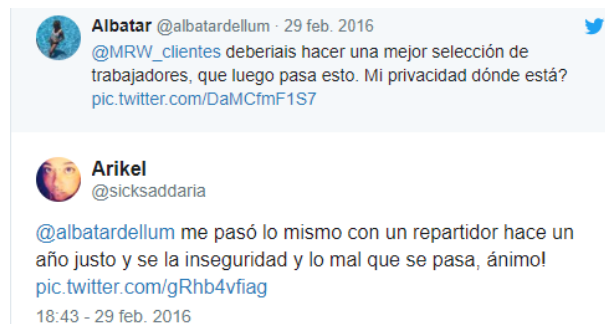 Albatar @albatardellum · 29 feb. 2016
@MRW_clientes deberiais hacer una mejor selección de
trabajadores, que luego pasa esto. Mi privacidad dónde está?
pic.twitter.com/DaMCfmF1S7
Arikel
@sicksaddaria
@albatardellum me pasó lo mismo con un repartidor hace un
año justo y se la inseguridad y lo mal que se pasa, ánimo!
pic.twitter.com/gRhb4vfiag
18:43 - 29 feb. 2016